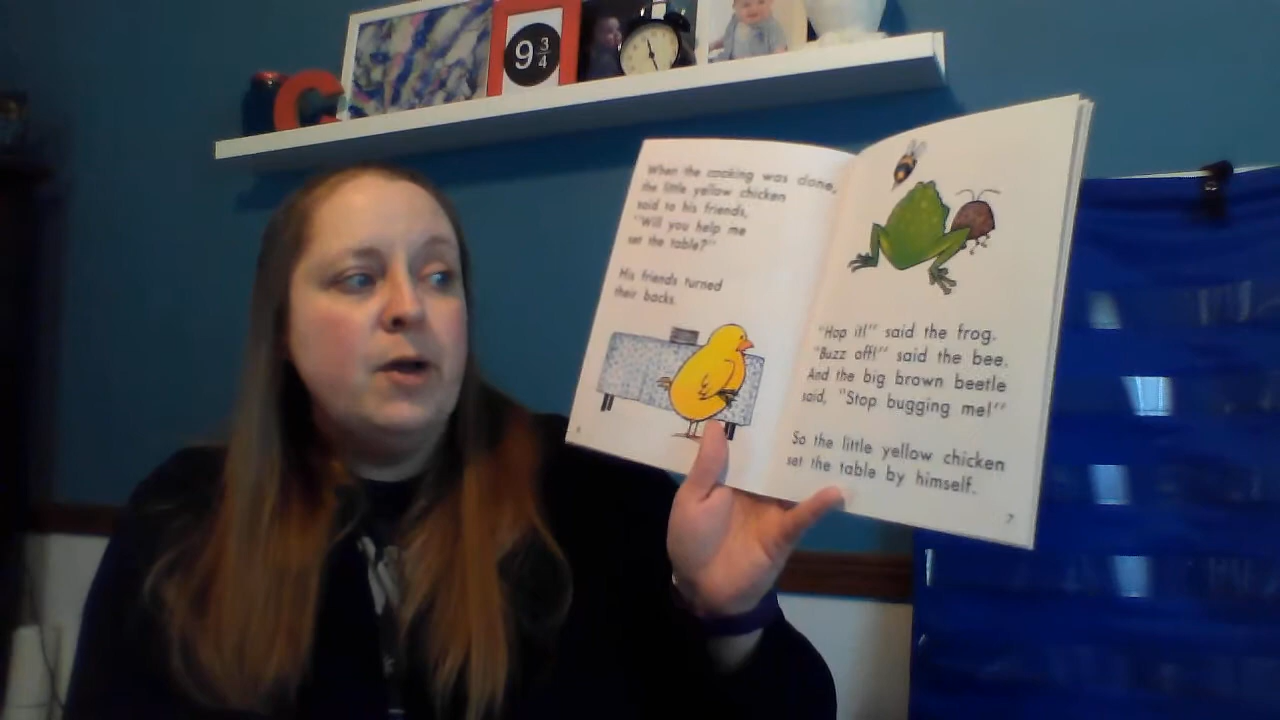 9 3/4
G
When the cooking was done,
the little yellow chicken
said to his friends,
"Will you help me
set the table?"
His friends turned
their backs.
6
"Hop it!" said the frog.
"Buzz off!" said the bee.
And the big brown beetle
said, "Stop bugging me!"
So the little yellow chicken
set the table by himself.
7